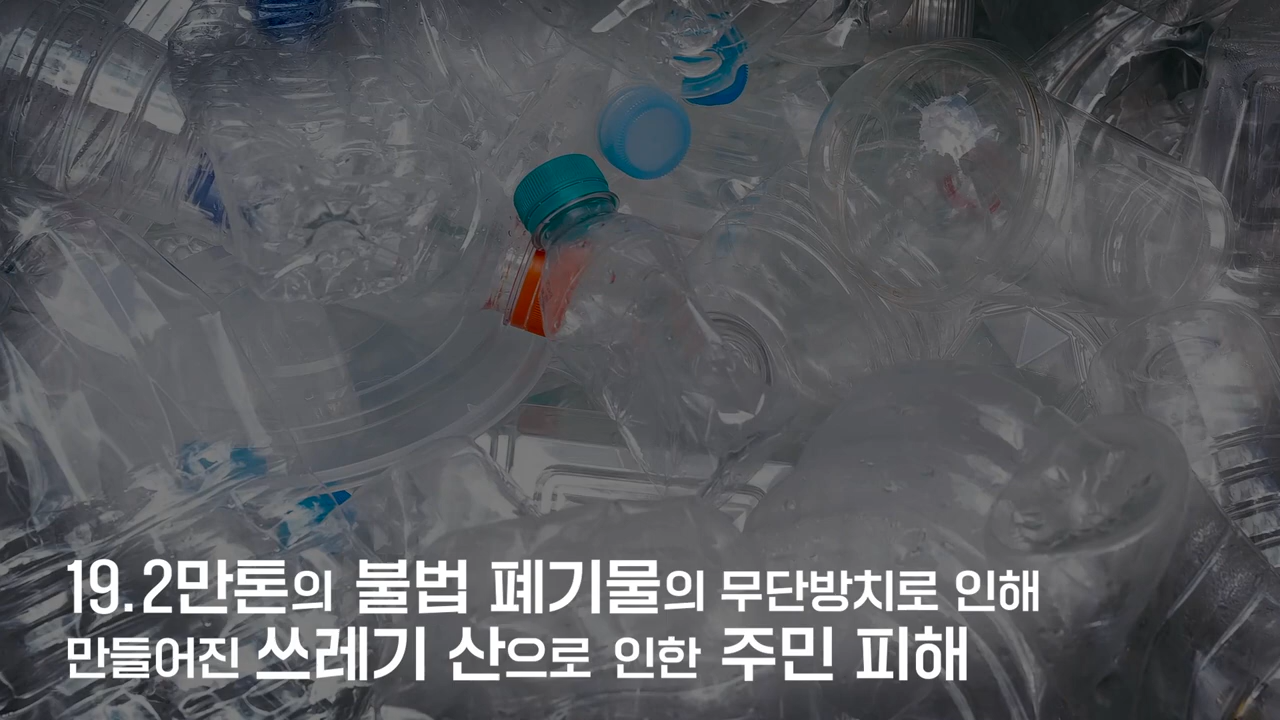 19.2만톤의 불법 폐기물의 무단방치로 인해
만들어진 쓰레기 산으로 인한 주민 피해